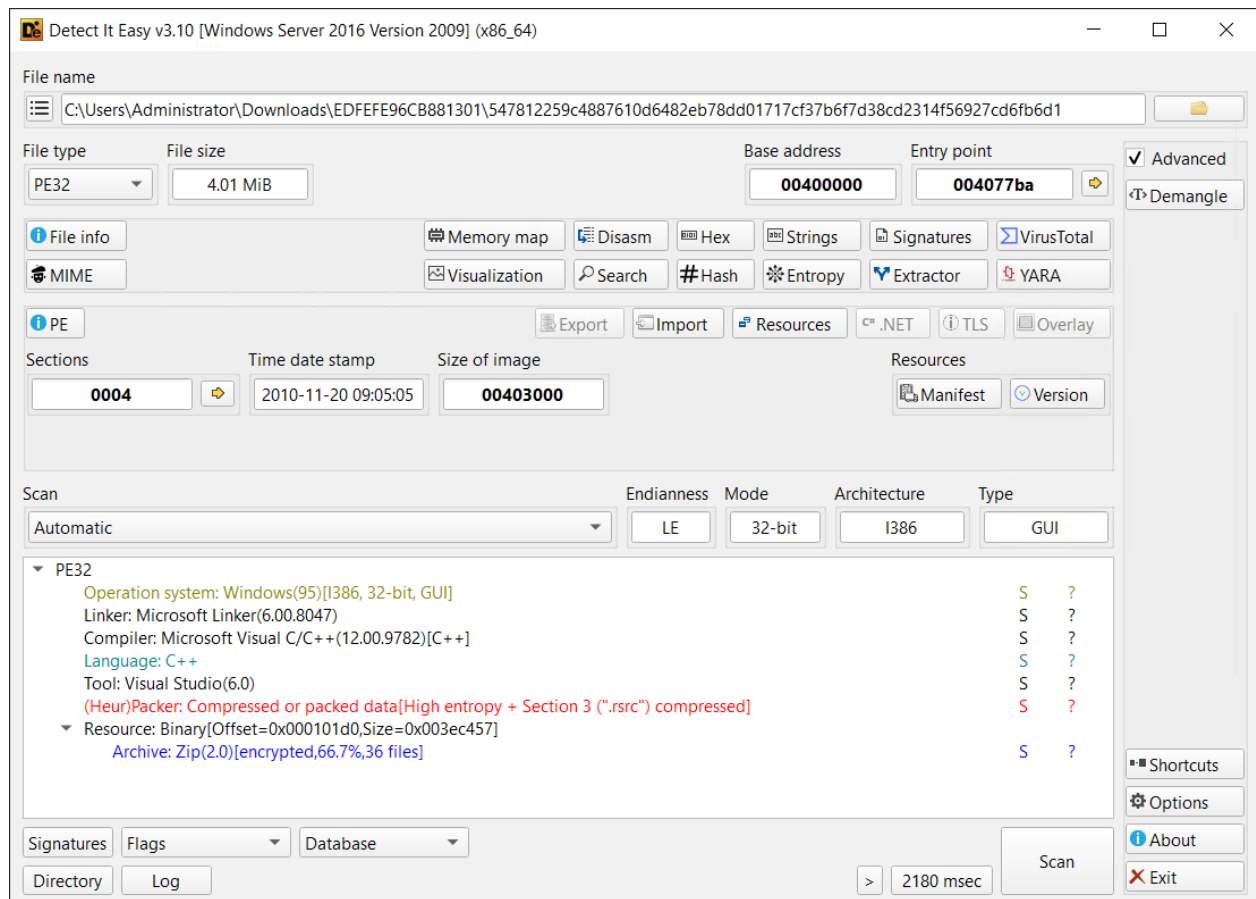 Detect It Easy v3.10 [Windows Server 2016 Version 2009] (x86_64)
File name
C:\Users\Administrator\Downloads\EDFEFE96CB881301\547812259c4887610d6482eb78dd01717cf37b6f7d38cd2314f56927cd6fb6d1
File type File size Base address Entry point
PE32 4.01 MiB 00400000 004077ba
Advanced
Demangle
File info Memory map Disasm Hex Strings Signatures VirusTotal
MIME Visualization Search Hash Entropy Extractor YARA
PE Export Import Resources .NET TLS Overlay
Sections Time date stamp Size of image Resources
0004 2010-11-20 09:05:05 00403000 Manifest Version
Scan Endianness Mode Architecture Type
Automatic LE 32-bit I386 GUI
PE32
Operation system: Windows(95)[I386, 32-bit, GUI] S ?
Linker: Microsoft Linker(6.00.8047) S ?
Compiler: Microsoft Visual C/C++(12.00.9782)[C++] S ?
Language: C++ S ?
Tool: Visual Studio(6.0) S ?
(Heur)Packer: Compressed or packed data[High entropy + Section 3 (".rsrc") compressed] S ?
Resource: Binary[Offset=0x000101d0,Size=0x003ec457]
Archive: Zip(2.0)[encrypted,66.7%,36 files] S ?
Shortcuts
Options
Signatures Flags Database Scan About
Directory Log > 2180 msec Exit